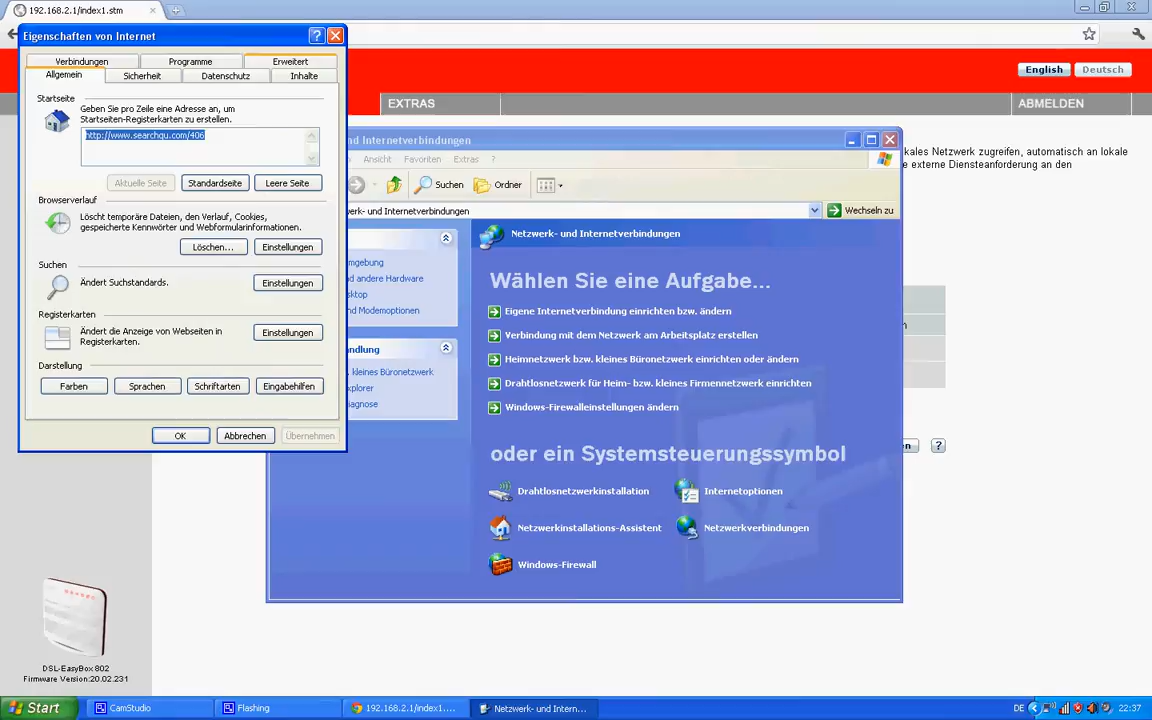 192.168.2.1/index1.stm
Eigenschaften von Internet
Verbindungen Programme Erweitert
Allgemein Sicherheit Datenschutz Inhalte
Startseite
Geben Sie pro Zeile eine Adresse an, um
Startseiten-Registerkarten zu erstellen.
http://www.searchqu.com/406
Aktuelle Seite Standardseite Leere Seite
Browserverlauf
Löscht temporäre Dateien, den Verlauf, Cookies,
gespeicherte Kennwörter und Webformularinformationen.
Löschen... Einstellungen
Suchen
Ändert Suchstandards. Einstellungen
Registerkarten
Ändert die Anzeige von Webseiten in
Registerkarten.
Einstellungen
Darstellung
Farben Sprachen Schriftarten Eingabehilfen
OK Abbrechen Übernehmen
English Deutsch
EXTRAS ABMELDEN
kales Netzwerk zugreifen, automatisch an lokale
e externe Diensteanforderung an den
nd Internetverbindungen
Ansicht Favoriten Extras ?
Suchen Ordner
werk- und Internetverbindungen Wechseln zu
Netzwerk- und Internetverbindungen
mgebung
nd andere Hardware
sktop
nd Modemoptionen
ndlung
kleines Büronetzwerk
xplorer
iagnose
Wählen Sie eine Aufgabe...
Eigene Internetverbindung einrichten bzw. ändern
Verbindung mit dem Netzwerk am Arbeitsplatz erstellen
Heimnetzwerk bzw. kleines Büronetzwerk einrichten oder ändern
Drahtlosnetzwerk für Heim- bzw. kleines Firmennetzwerk einrichten
Windows-Firewalleinstellungen ändern
oder ein Systemsteuerungssymbol
Drahtlosnetzwerkinstallation Internetoptionen
Netzwerkinstallations-Assistent Netzwerkverbindungen
Windows-Firewall
n
en ?
DSL-EasyBox 802
Firmware Version:20.02.231
Start CamStudio Flashing 192.168.2.1/index1.... Netzwerk- und Intern... DE 22:37